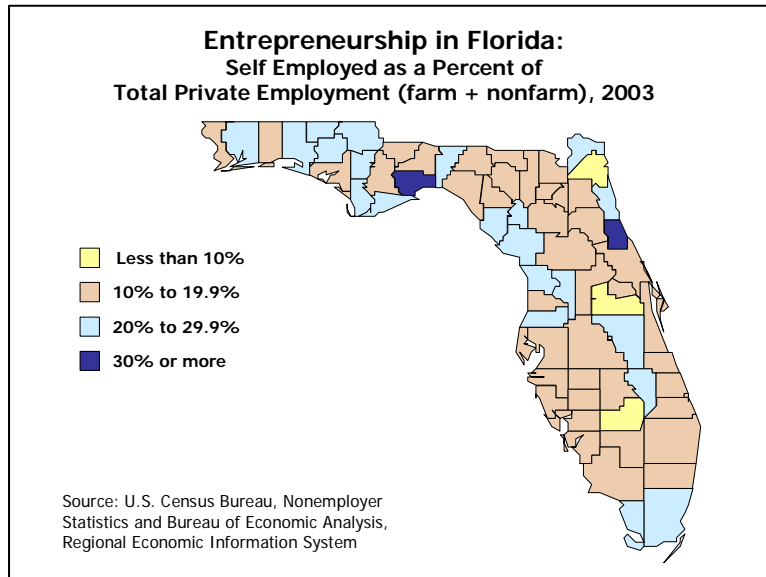 Entrepreneurship in Florida:
Self Employed as a Percent of
Total Private Employment (farm + nonfarm), 2003
Less than 10%
10% to 19.9%
20% to 29.9%
30% or more
Source: U.S. Census Bureau, Nonemployer
Statistics and Bureau of Economic Analysis,
Regional Economic Information System